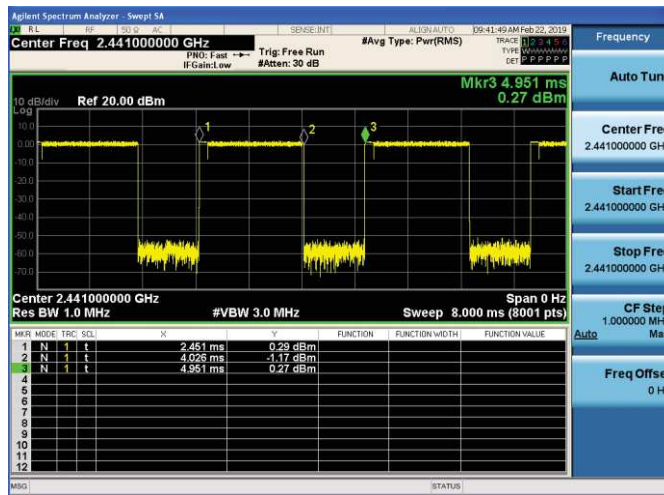 Agilent Spectrum Analyzer - Swept SA
RL RF 50 Ω AC SENSE:INT ALIGN AUTO 09:41:49 AM Feb 22, 2019
Center Freq 2.441000000 GHz #Avg Type: Pwr(RMS) TRACE 1 2 3 4 5 6
PNO: Fast Trig: Free Run TYPE
IFGain:Low #Atten: 30 dB DET P P P P P P
Mkr3 4.951 ms
0.27 dBm
10 dB/div Ref 20.00 dBm
Log
10.0
0.00
-10.0
-20.0
-30.0
-40.0
-50.0
-60.0
-70.0
1
2
3
Center 2.441000000 GHz Span 0 Hz
Res BW 1.0 MHz #VBW 3.0 MHz Sweep 8.000 ms (8001 pts)
MKR MODE TRC SCL X Y FUNCTION FUNCTION WIDTH FUNCTION VALUE
1 N 1 t 2.451 ms 0.29 dBm
2 N 1 t 4.026 ms -1.17 dBm
3 N 1 t 4.951 ms 0.27 dBm
4
5
6
7
8
9
10
11
12
MSG STATUS
Frequency
Auto Tun
Center Fre
2.441000000 GH
Start Fre
2.441000000 GH
Stop Fre
2.441000000 GH
CF Ste
1.000000 MH
Auto Ma
Freq Offse
0 H